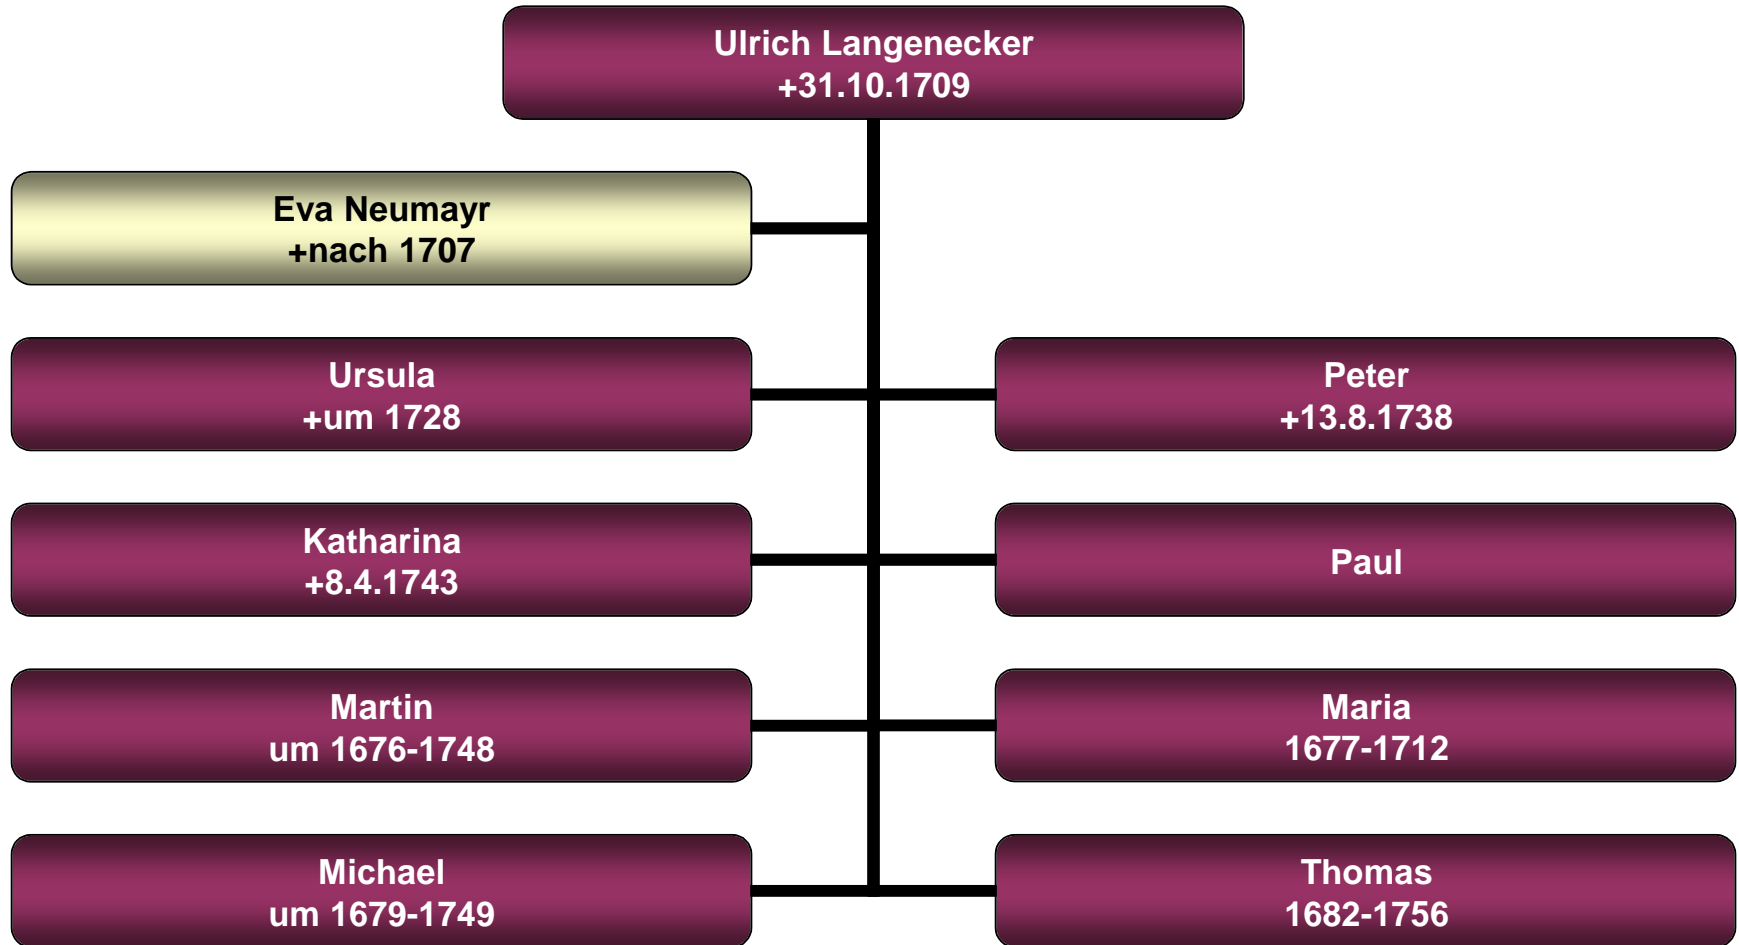 Ulrich Langenecker
+31.10.1709
Eva Neumayr
+nach 1707
Ursula
+um 1728
Peter
+13.8.1738
Katharina
+8.4.1743
Paul
Martin
um 1676-1748
Maria
1677-1712
Michael
um 1679-1749
Thomas
1682-1756